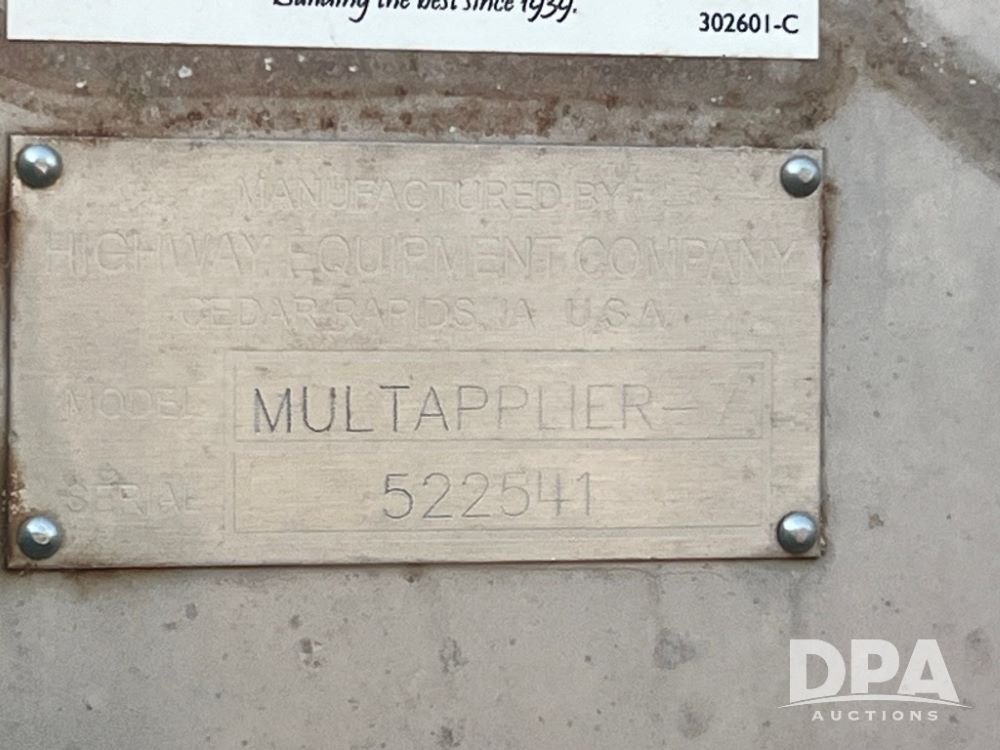 Building the best since 1939.
302601-C
MANUFACTURED BY
HIGHWAY EQUIPMENT COMPANY
CEDAR RAPIDS, IA U.S.A.
MODEL MULTAPPLIER-
SERIAL 522541
DPA
AUCTIONS